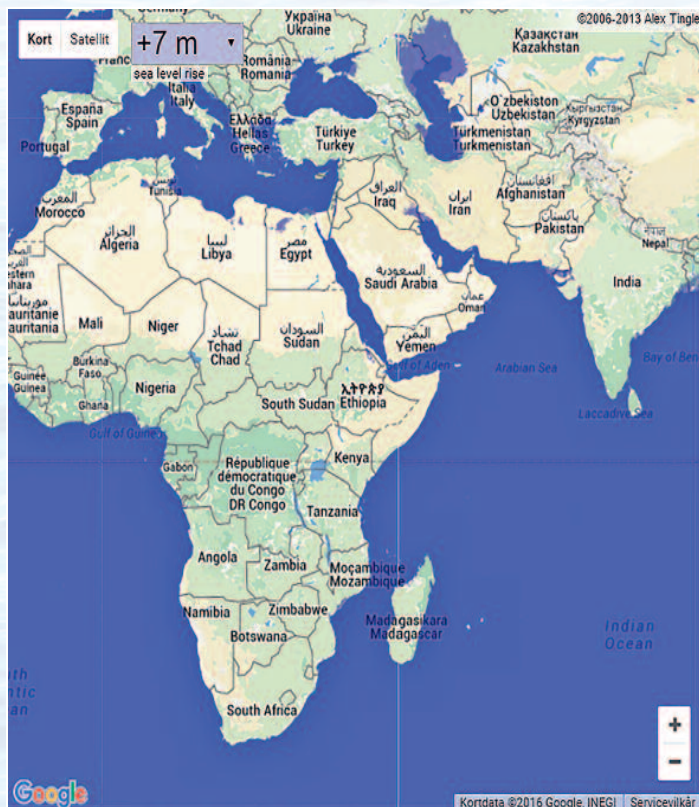 Germany
Україна
Ukraine
©2006-2013 Alex Tingle
Kort
Satellit
+7 m
sea level rise
Қазақстан
Kazakhstan
România
Romania
Italia
Italy
España
Spain
Portugal
Ελλάδα
Hellas
Greece
Türkiye
Turkey
O'zbekiston
Uzbekistan
Кыргызстан
Kyrgyzstan
Türkmenistan
Turkmenistan
تونس
Tunisia
المغرب
Morocco
الجزائر
Algeria
ليبيا
Libya
مصر
Egypt
العراق
Iraq
ایران
Iran
افغانستان
Afghanistan
پاکستان
Pakistan
नेपाल
Nepal
السعودية
Saudi Arabia
عمان
Oman
India
Mali
Niger
تشاد
Tchad
Chad
السودان
Sudan
اليمن
Yemen
Gulf of Aden
Arabian Sea
Bay of Ben
Laccadive Sea
Burkina
Faso
Guinée
Guinea
Ghana
Nigeria
South Sudan
ኢትዮጵያ
Ethiopia
Gulf of Guinea
Gabon
République
démocratique
du Congo
DR Congo
Kenya
Tanzania
Angola
Zambia
Moçambique
Mozambique
Namibia
Zimbabwe
Botswana
Madagasikara
Madagascar
Indian
Ocean
South Africa
+
−
Google
Kortdata ©2016 Google, INEGI
Servicevilkår